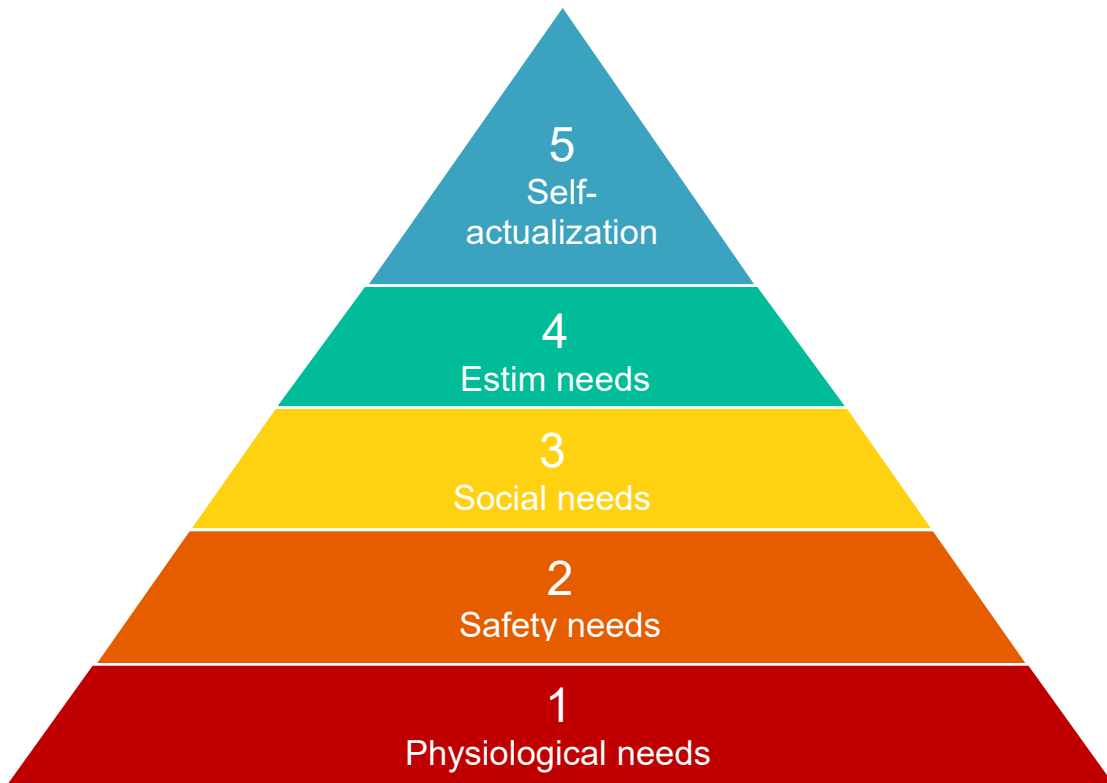 5
Self-
actualization
4
Estim needs
3
Social needs
2
Safety needs
1
Physiological needs